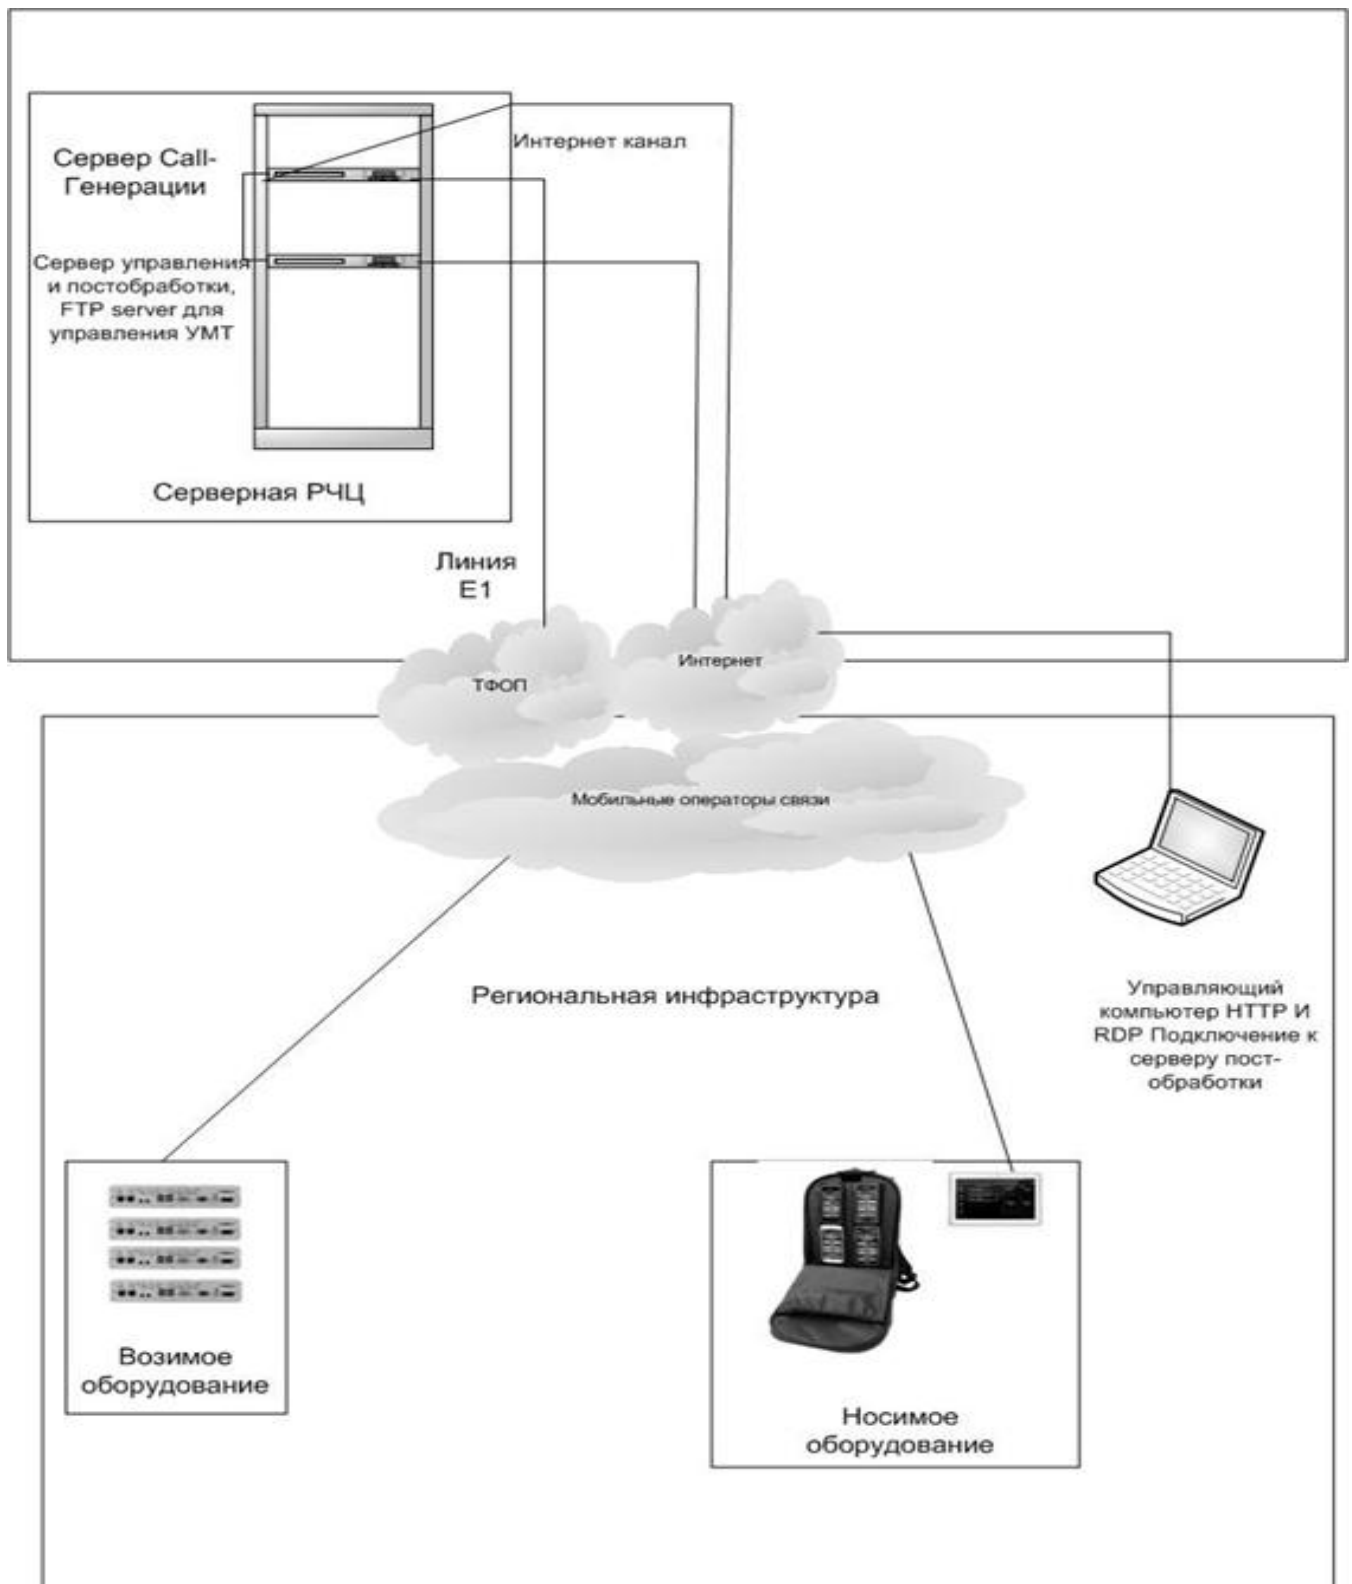 Сервер Call-
Генерации
Интернет канал
Сервер управления
и постобработки,
FTP server для
управления УМТ
Серверная РЧЦ
Линия
E1
Интернет
ТФОП
Мобильные операторы связи
Региональная инфраструктура
Управляющий
компьютер HTTP И
RDP Подключение к
серверу пост-
обработки
Возимое
оборудование
Носимое
оборудование